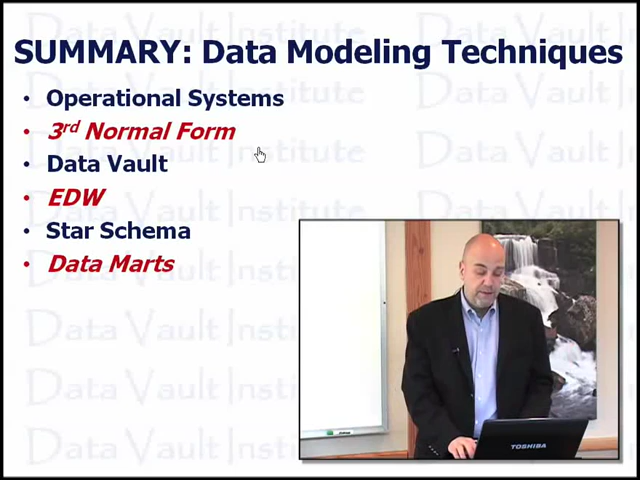 SUMMARY: Data Modeling Techniques
• Operational Systems
• 3rd Normal Form
• Data Vault
• EDW
• Star Schema
• Data Marts
Data Vault Institute
Data Vault Institute
Data Vault Institute
Data Vault Institute
Data Vault Institute
TOSHIBA